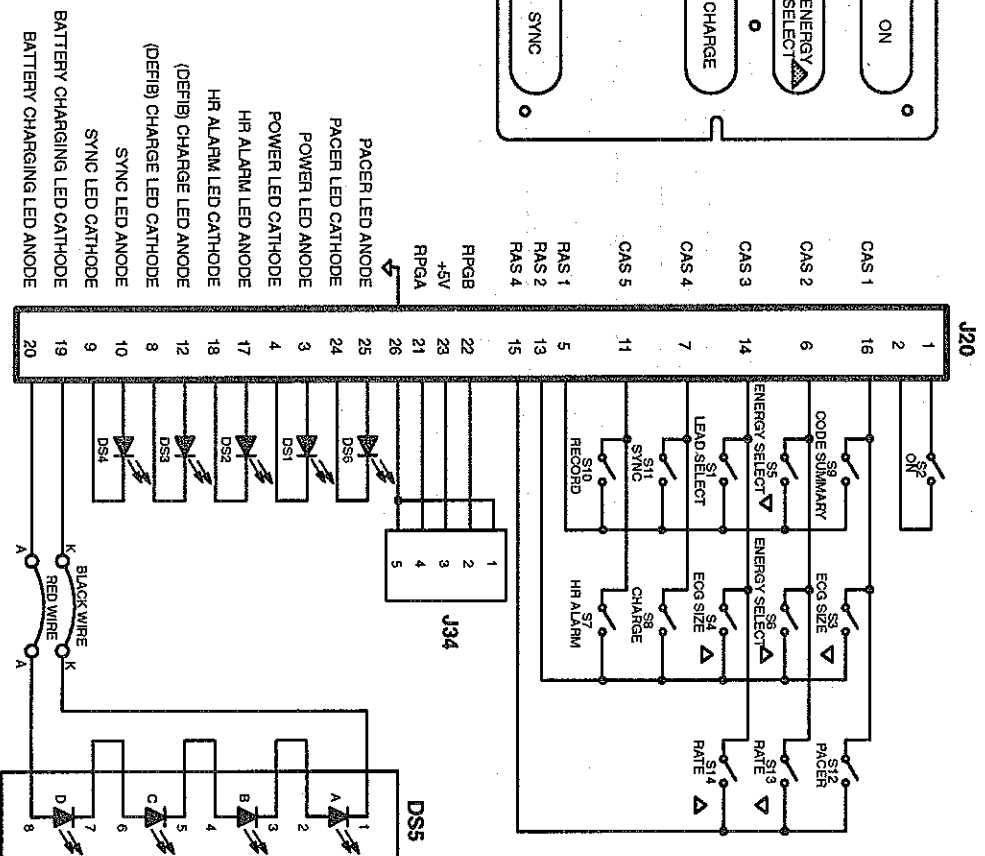 ON
ENERGY
SELECT
CHARGE
SYNC
J20
1
2
CAS 1 16
CAS 2 6
CAS 3 14
CAS 4 7
CAS 5 11
RAS 1 5
RAS 2 13
RAS 4 15
RPGB 22
+5V 23
RPGA 21
26
PACER LED ANODE 25
PACER LED CATHODE 24
POWER LED ANODE 3
POWER LED CATHODE 4
HR ALARM LED ANODE 17
HR ALARM LED CATHODE 18
(DEFIB) CHARGE LED ANODE 12
(DEFIB) CHARGE LED CATHODE 8
SYNC LED ANODE 10
SYNC LED CATHODE 9
BATTERY CHARGING LED CATHODE 19
BATTERY CHARGING LED ANODE 20
S2
ON
S9
CODE SUMMARY
S5
ENERGY SELECT
S1
LEAD SELECT
S11
SYNC
S10
RECORD
S3
ECG SIZE
S6
ENERGY SELECT
S4
ECG SIZE
S8
CHARGE
S7
HR ALARM
S12
PACER
S13
RATE
S14
RATE
J34
1
2
3
4
5
DS6
DS1
DS2
DS3
DS4
K BLACK WIRE K
A RED WIRE A
DS5
1
A
2
3
B
4
5
C
6
7
D
8